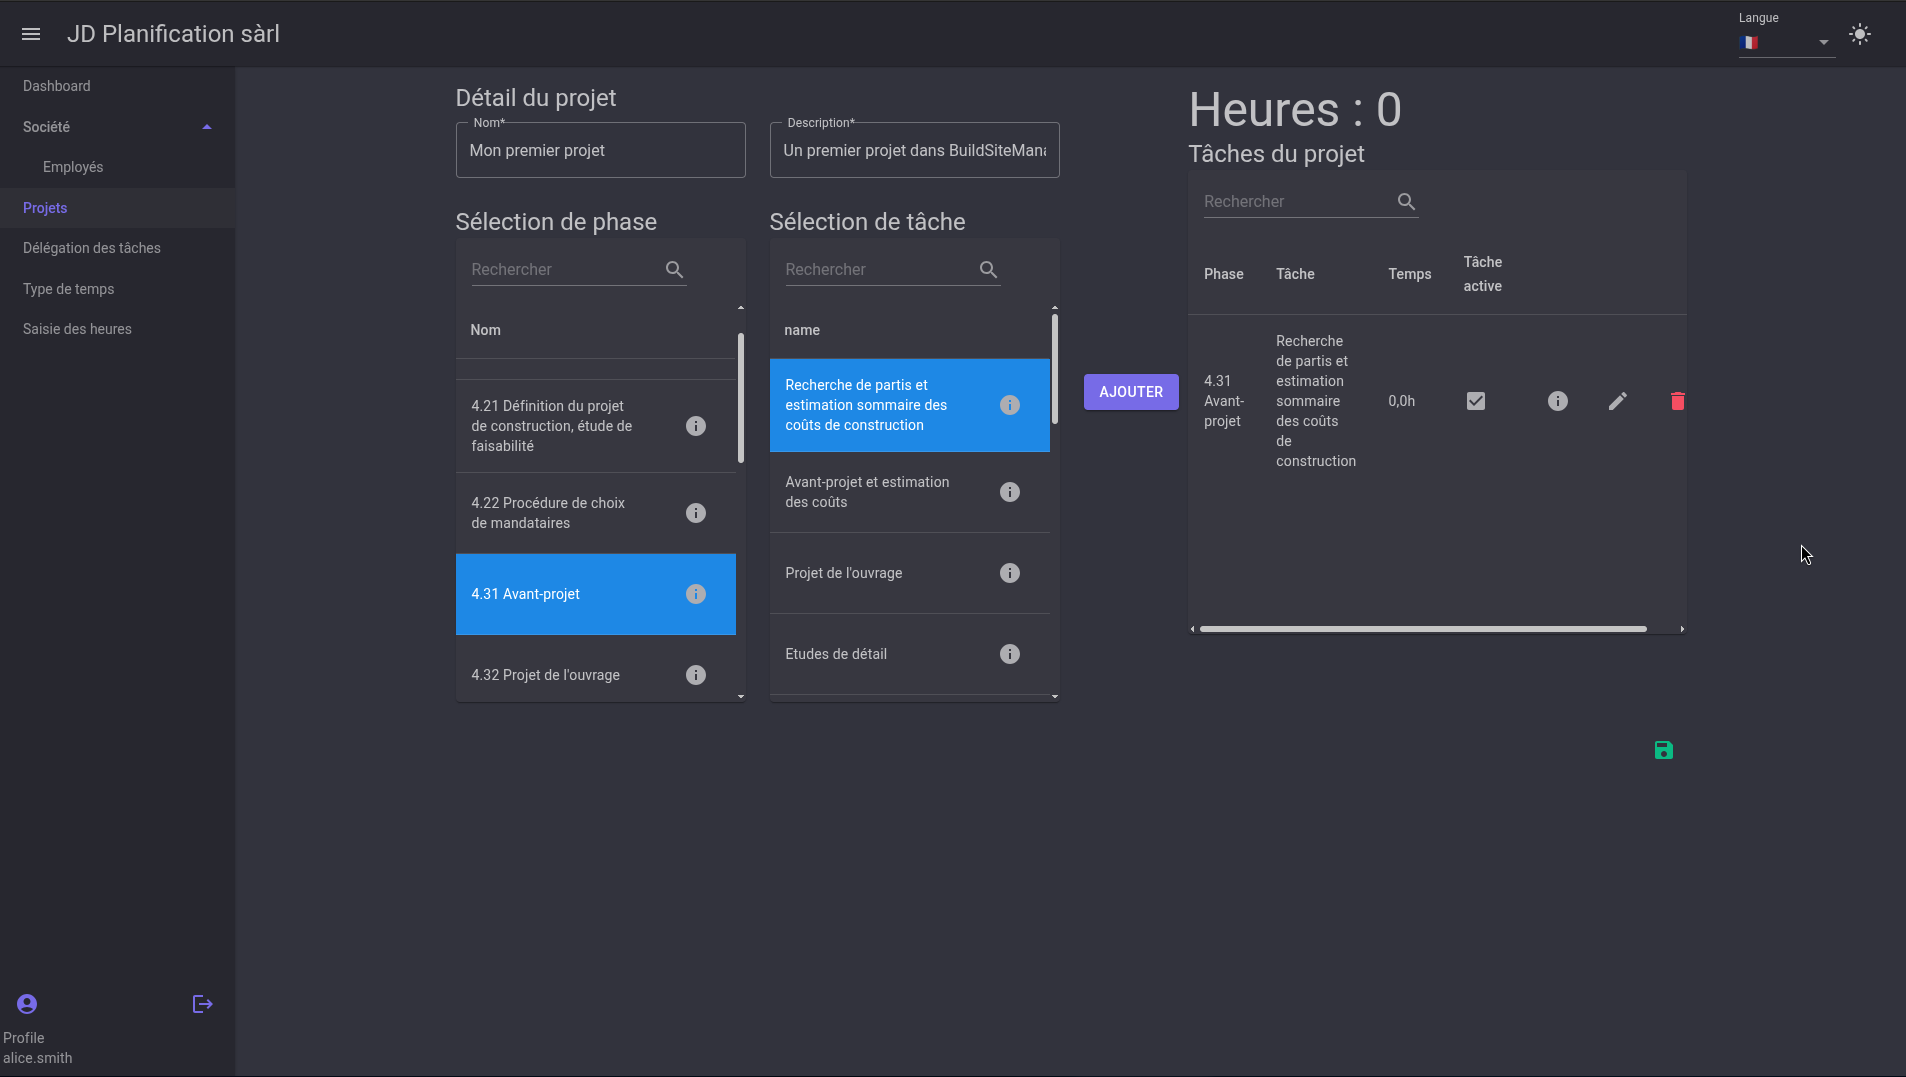 JD Planification sàrl
Langue
Dashboard
Société
Employés
Projets
Délégation des tâches
Type de temps
Saisie des heures
Profile
alice.smith
Détail du projet
Nom*
Mon premier projet
Description*
Un premier projet dans BuildSiteMana
Sélection de phase
Rechercher
Nom
4.21 Définition du projet
de construction, étude de
faisabilité
4.22 Procédure de choix
de mandataires
4.31 Avant-projet
4.32 Projet de l'ouvrage
Sélection de tâche
Rechercher
name
Recherche de partis et
estimation sommaire des
coûts de construction
Avant-projet et estimation
des coûts
Projet de l'ouvrage
Etudes de détail
AJOUTER
Heures : 0
Tâches du projet
Rechercher
Phase
Tâche
Temps
Tâche
active
4.31
Avant-
projet
Recherche
de partis et
estimation
sommaire
des coûts
de
construction
0,0h